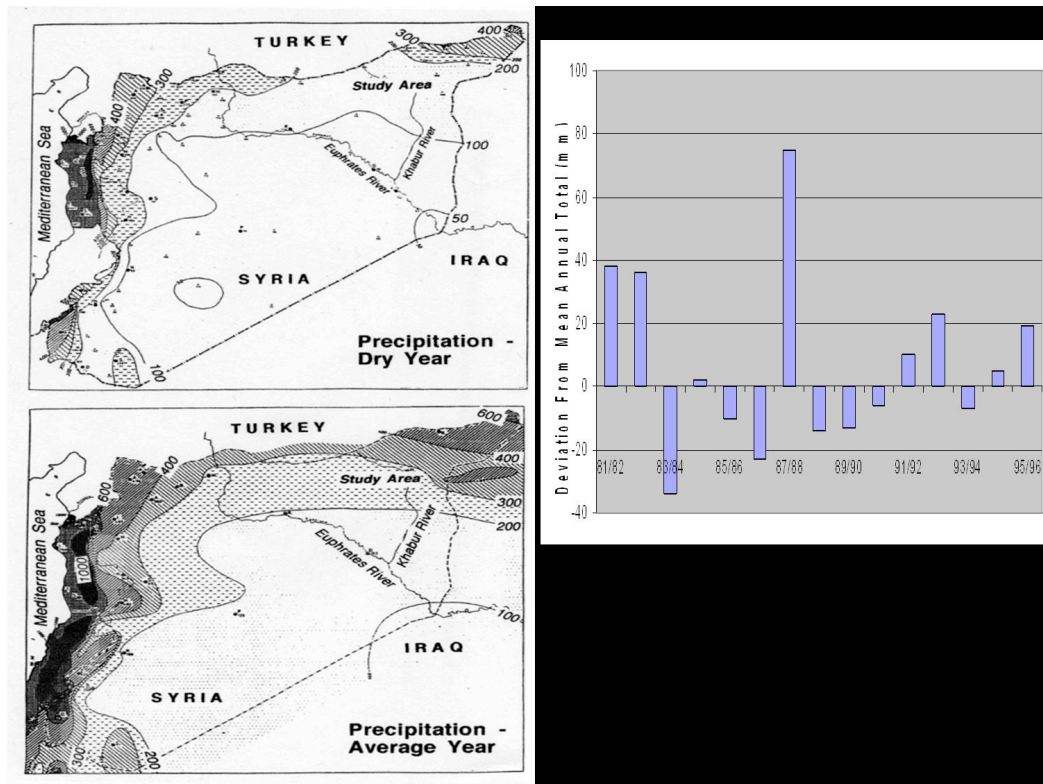 TURKEY
300
400
200
Study Area
300
400
Mediterranean Sea
Khabur River
100
Euphrates River
50
IRAQ
SYRIA
Precipitation -
Dry Year
100
TURKEY
600
400
600
400
Study Area
300
200
Mediterranean Sea
Khabur River
Euphrates River
1000
100
IRAQ
SYRIA
Precipitation -
Average Year
300
200
Deviation From Mean Annual Total (mm)
100
80
60
40
20
0
-20
-40
81/82
83/84
85/86
87/88
89/90
91/92
93/94
95/96